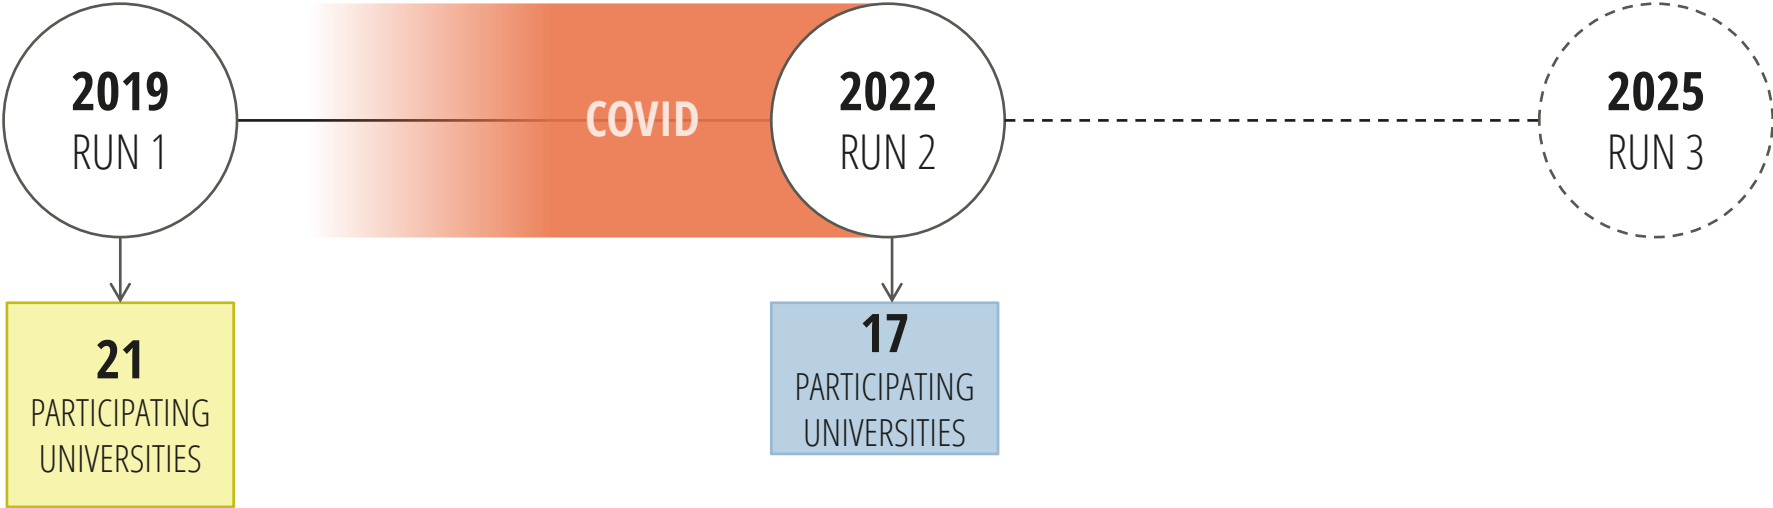 2019
RUN 1
COVID
2022
RUN 2
2025
RUN 3
21
PARTICIPATING
UNIVERSITIES
17
PARTICIPATING
UNIVERSITIES